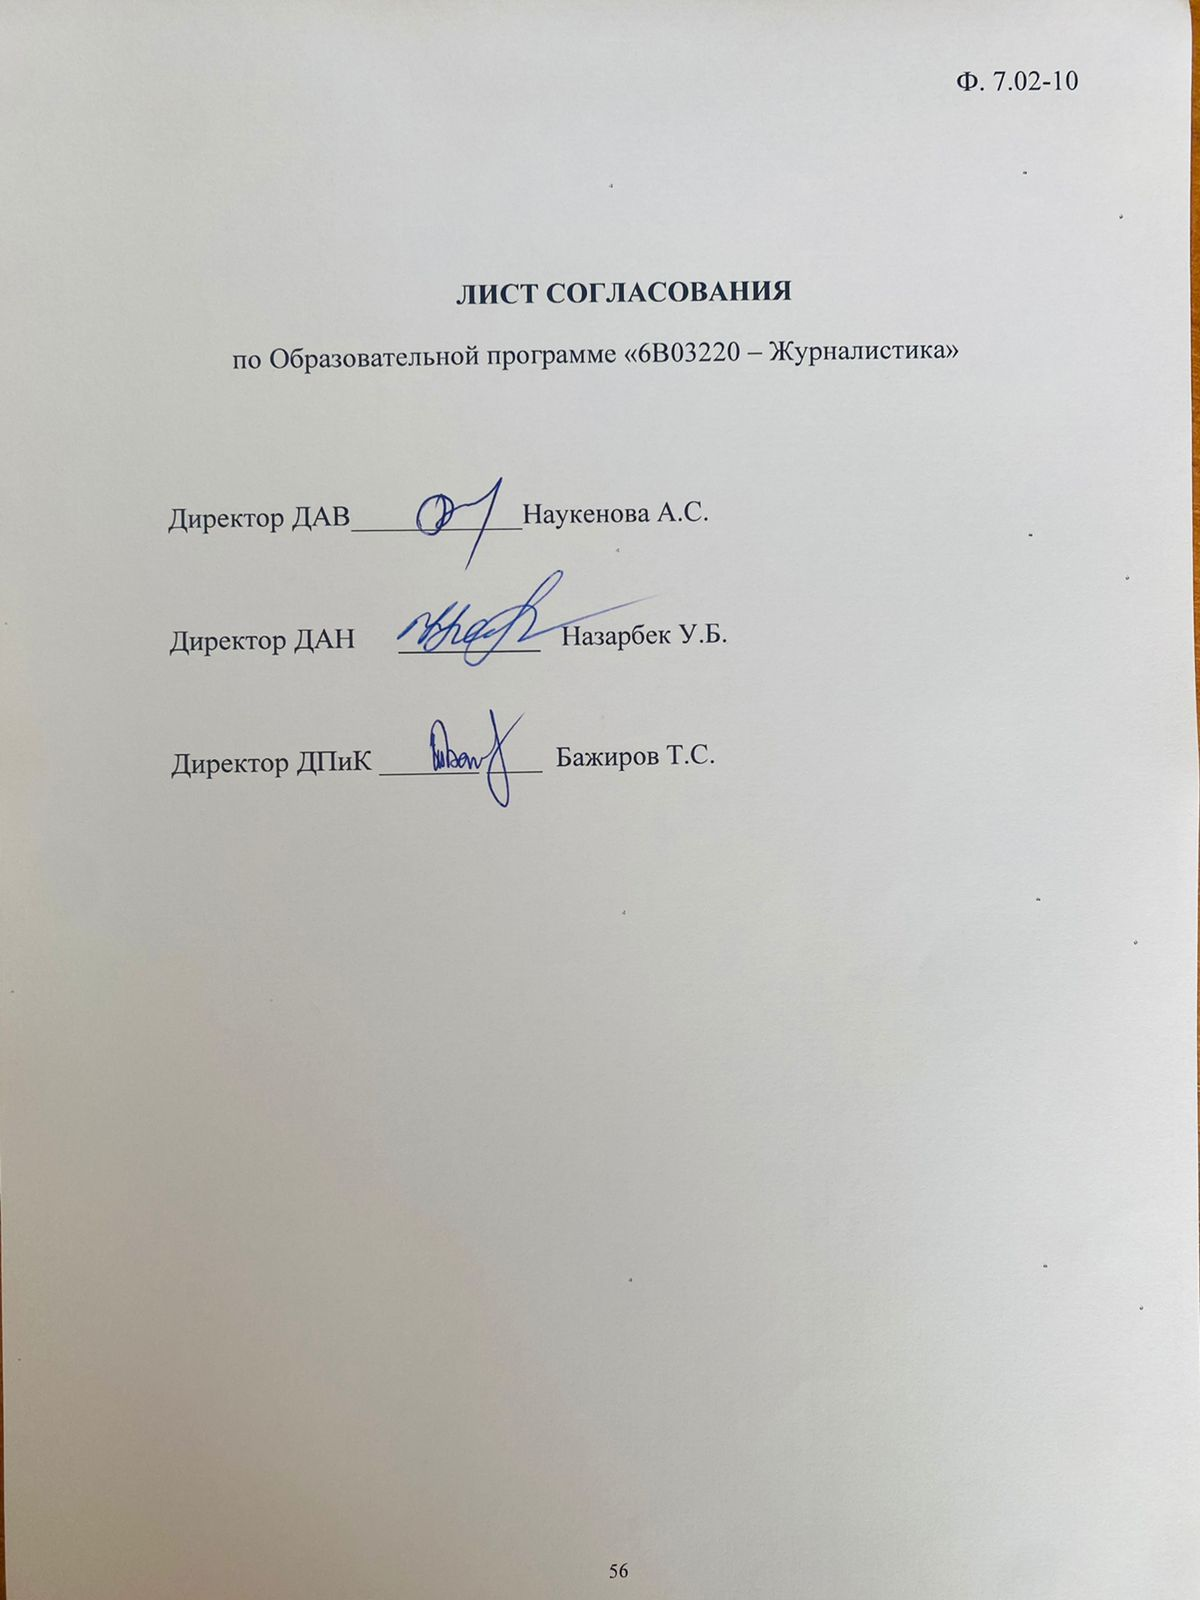 Ф. 7.02-10
ЛИСТ СОГЛАСОВАНИЯ
по Образовательной программе «6В03220 – Журналистика»
Директор ДАВ____________Наукенова А.С.
Директор ДАН __________ Назарбек У.Б.
Директор ДПиК ___________ Бажиров Т.С.
56